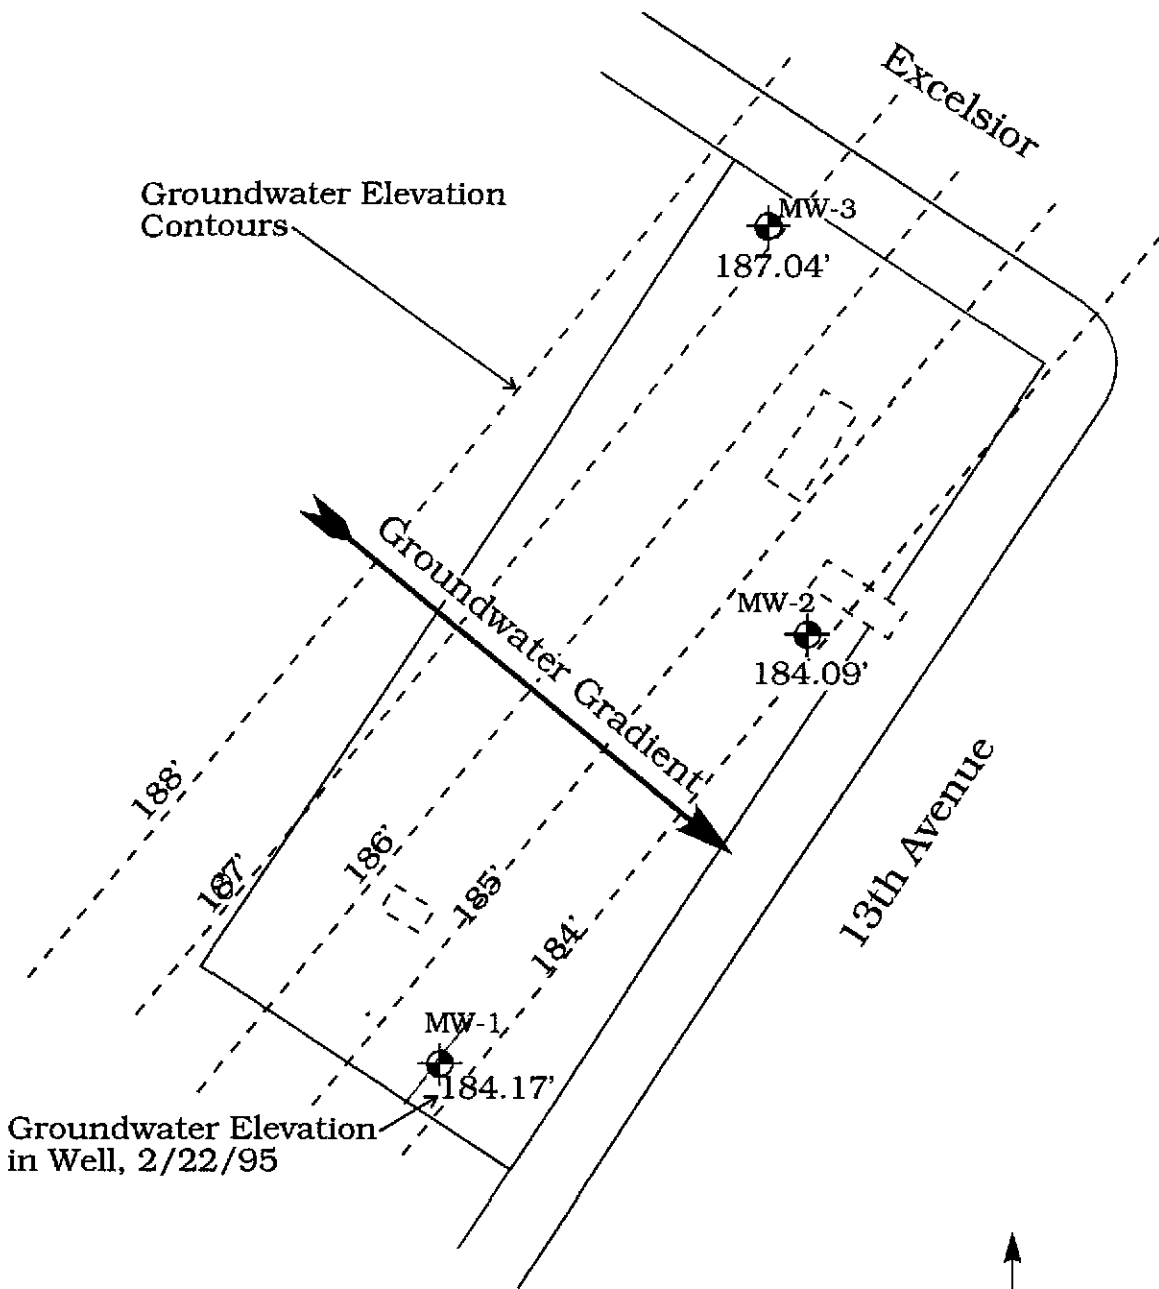 Excelsior
Groundwater Elevation
Contours
MW-3
187.04'
Groundwater Gradient
MW-2
184.09'
188'
187'
186'
185'
184'
13th Avenue
MW-1
184.17'
Groundwater Elevation
in Well, 2/22/95